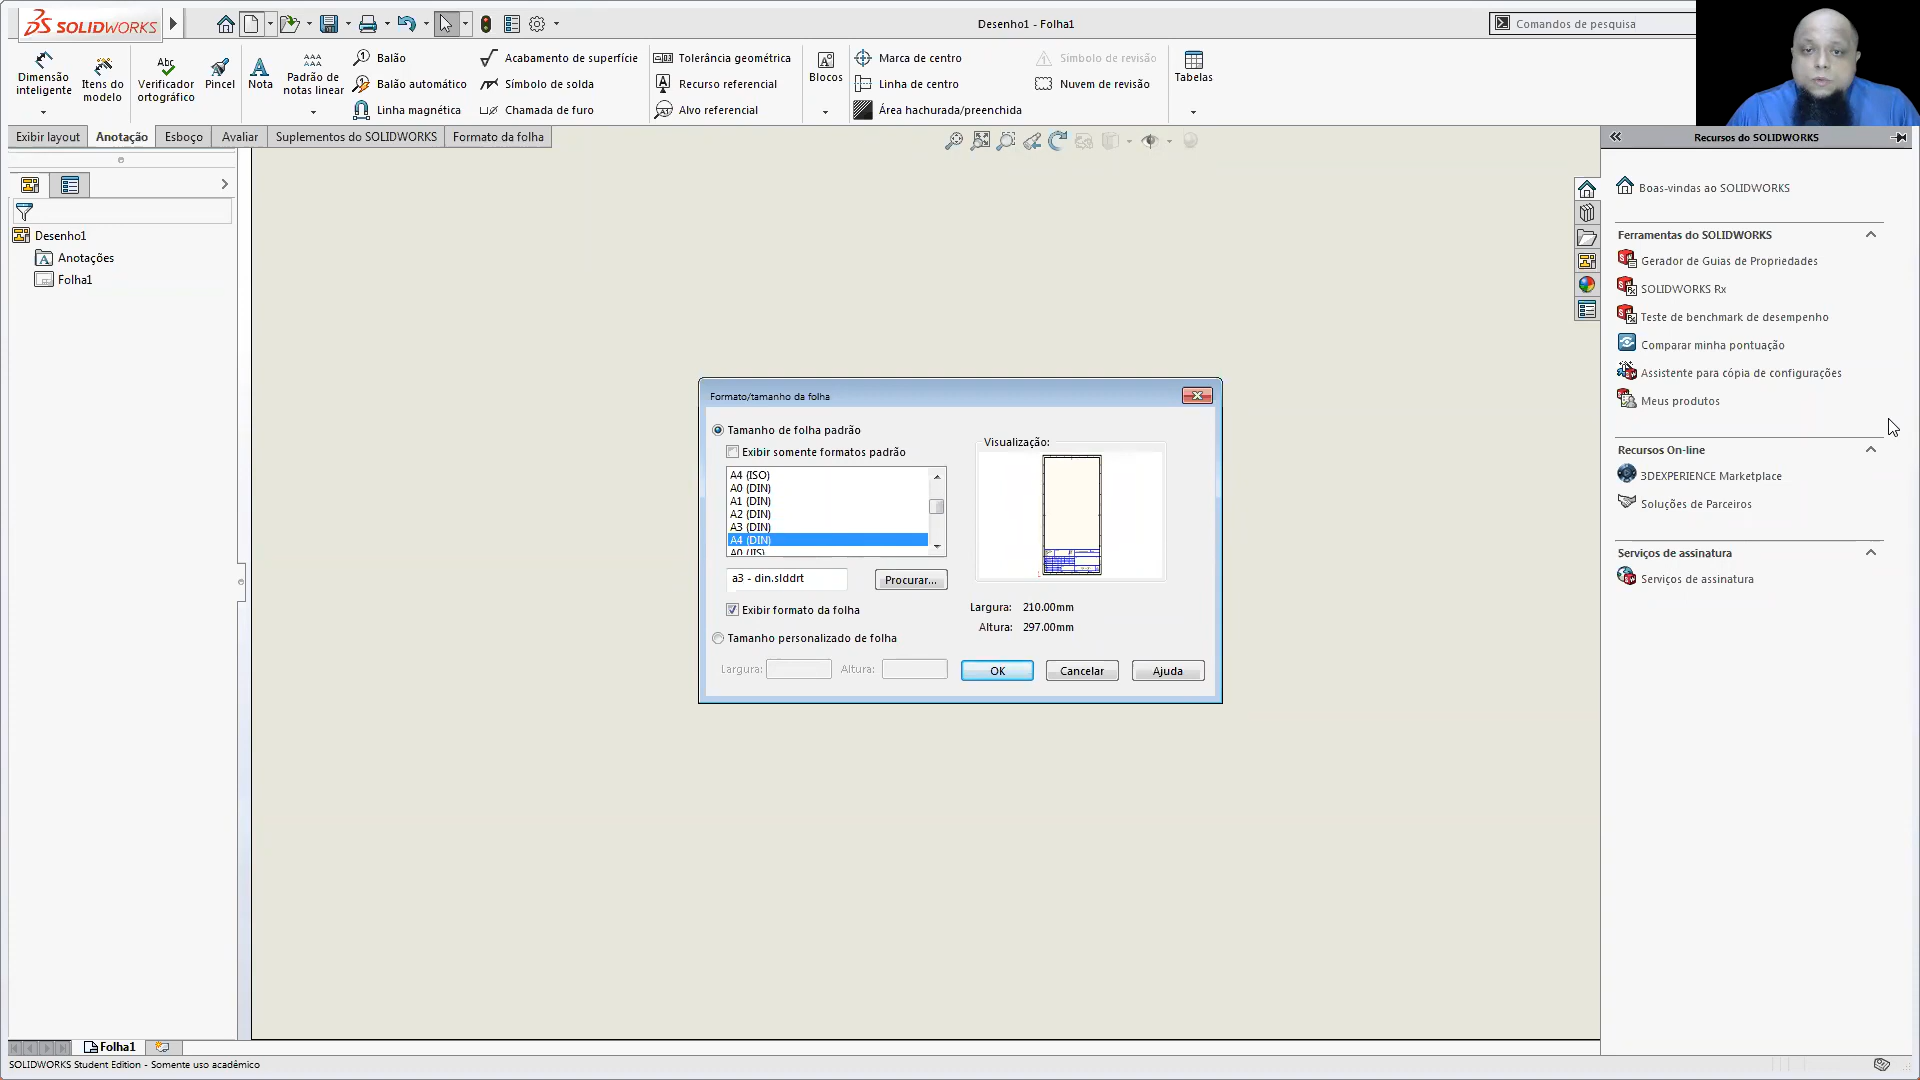 SOLIDWORKS
Desenho1 - Folha1
Comandos de pesquisa
Dimensão inteligente
Itens do modelo
Abc
Verificador ortográfico
Pincel
Nota
Padrão de notas linear
Balão
Balão automático
Linha magnética
Acabamento de superfície
Símbolo de solda
Chamada de furo
Tolerância geométrica
Recurso referencial
Alvo referencial
Blocos
Marca de centro
Linha de centro
Área hachurada/preenchida
Símbolo de revisão
Nuvem de revisão
Tabelas
Exibir layout
Anotação
Esboço
Avaliar
Suplementos do SOLIDWORKS
Formato da folha
Desenho1
Anotações
Folha1
Formato/tamanho da folha
Tamanho de folha padrão
Exibir somente formatos padrão
A4 (ISO)
A0 (DIN)
A1 (DIN)
A2 (DIN)
A3 (DIN)
A4 (DIN)
A0 (JIS)
a3 - din.slddrt
Procurar...
Exibir formato da folha
Tamanho personalizado de folha
Largura:
Altura:
Visualização:
Largura: 210.00mm
Altura: 297.00mm
OK
Cancelar
Ajuda
Recursos do SOLIDWORKS
Boas-vindas ao SOLIDWORKS
Ferramentas do SOLIDWORKS
Gerador de Guias de Propriedades
SOLIDWORKS Rx
Teste de benchmark de desempenho
Comparar minha pontuação
Assistente para cópia de configurações
Meus produtos
Recursos On-line
3DEXPERIENCE Marketplace
Soluções de Parceiros
Serviços de assinatura
Serviços de assinatura
Folha1
SOLIDWORKS Student Edition - Somente uso acadêmico